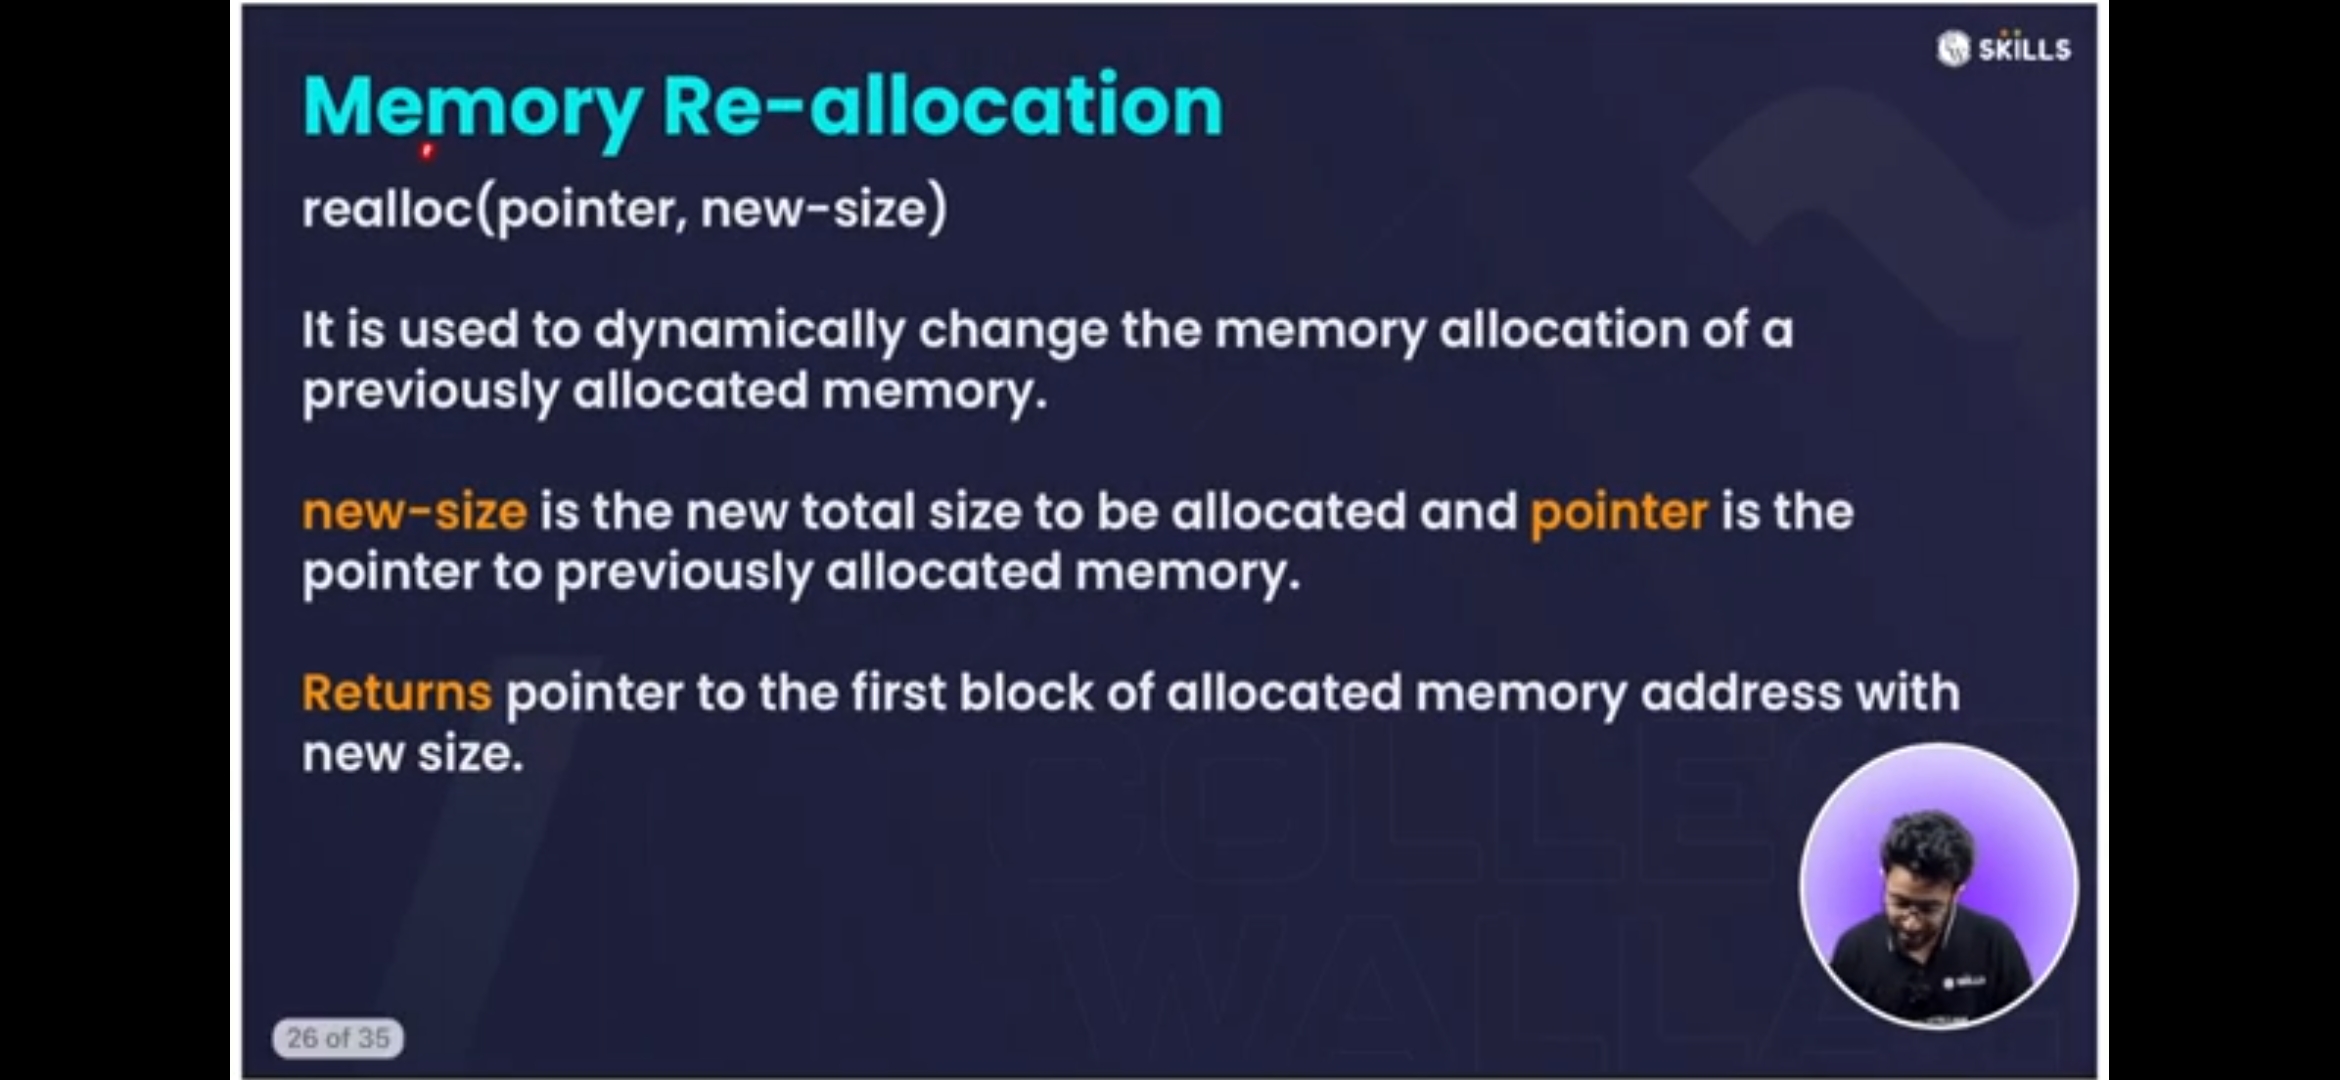 SKILLS
Memory Re-allocation
realloc(pointer, new-size)
It is used to dynamically change the memory allocation of a
previously allocated memory.
new-size is the new total size to be allocated and pointer is the
pointer to previously allocated memory.
Returns pointer to the first block of allocated memory address with
new size.
COLLE
WALL
26 of 35